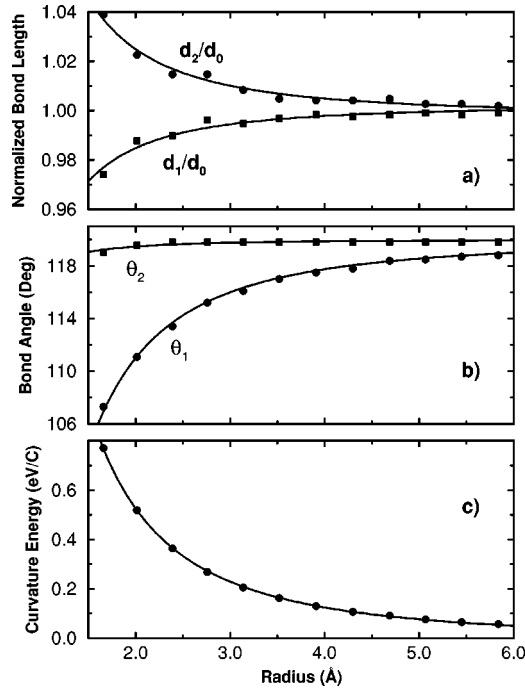 1.04
1.02
1.00
0.98
0.96
Normalized Bond Length
d2/d0
d1/d0
a)
118
114
110
106
Bond Angle (Deg)
θ2
θ1
b)
0.6
0.4
0.2
0.0
Curvature Energy (eV/C)
c)
2.0 3.0 4.0 5.0 6.0
Radius (Å)